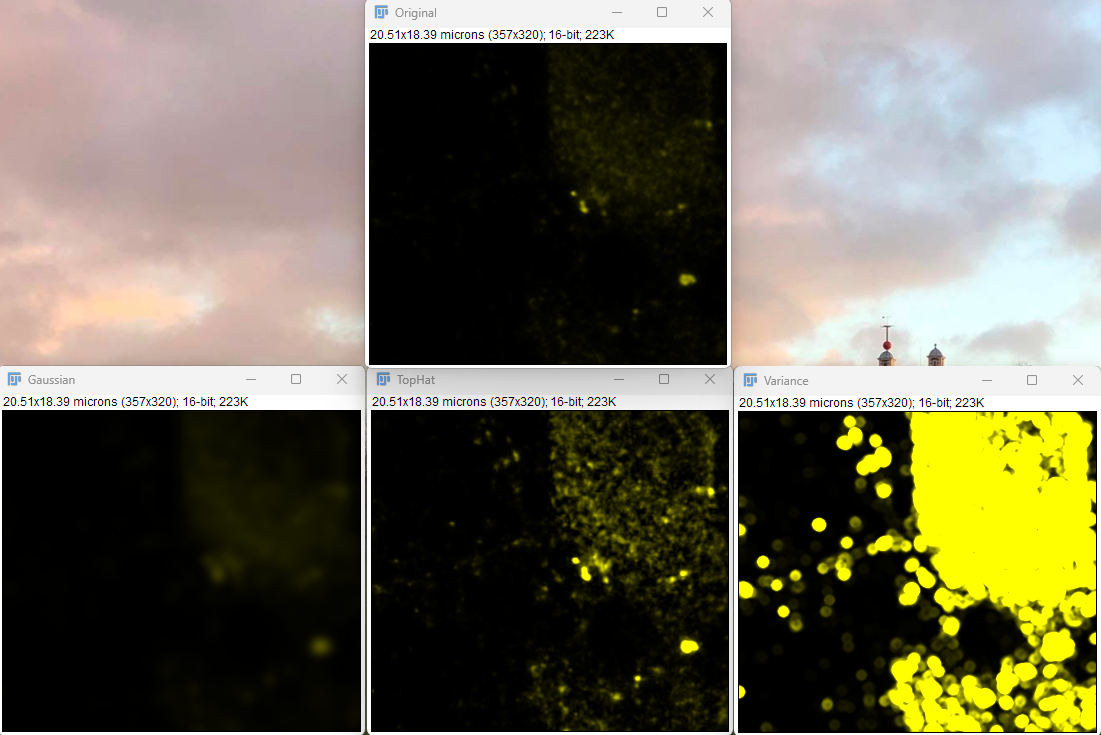 Original
20.51x18.39 microns (357x320); 16-bit; 223K
Gaussian
20.51x18.39 microns (357x320); 16-bit; 223K
TopHat
20.51x18.39 microns (357x320); 16-bit; 223K
Variance
20.51x18.39 microns (357x320); 16-bit; 223K